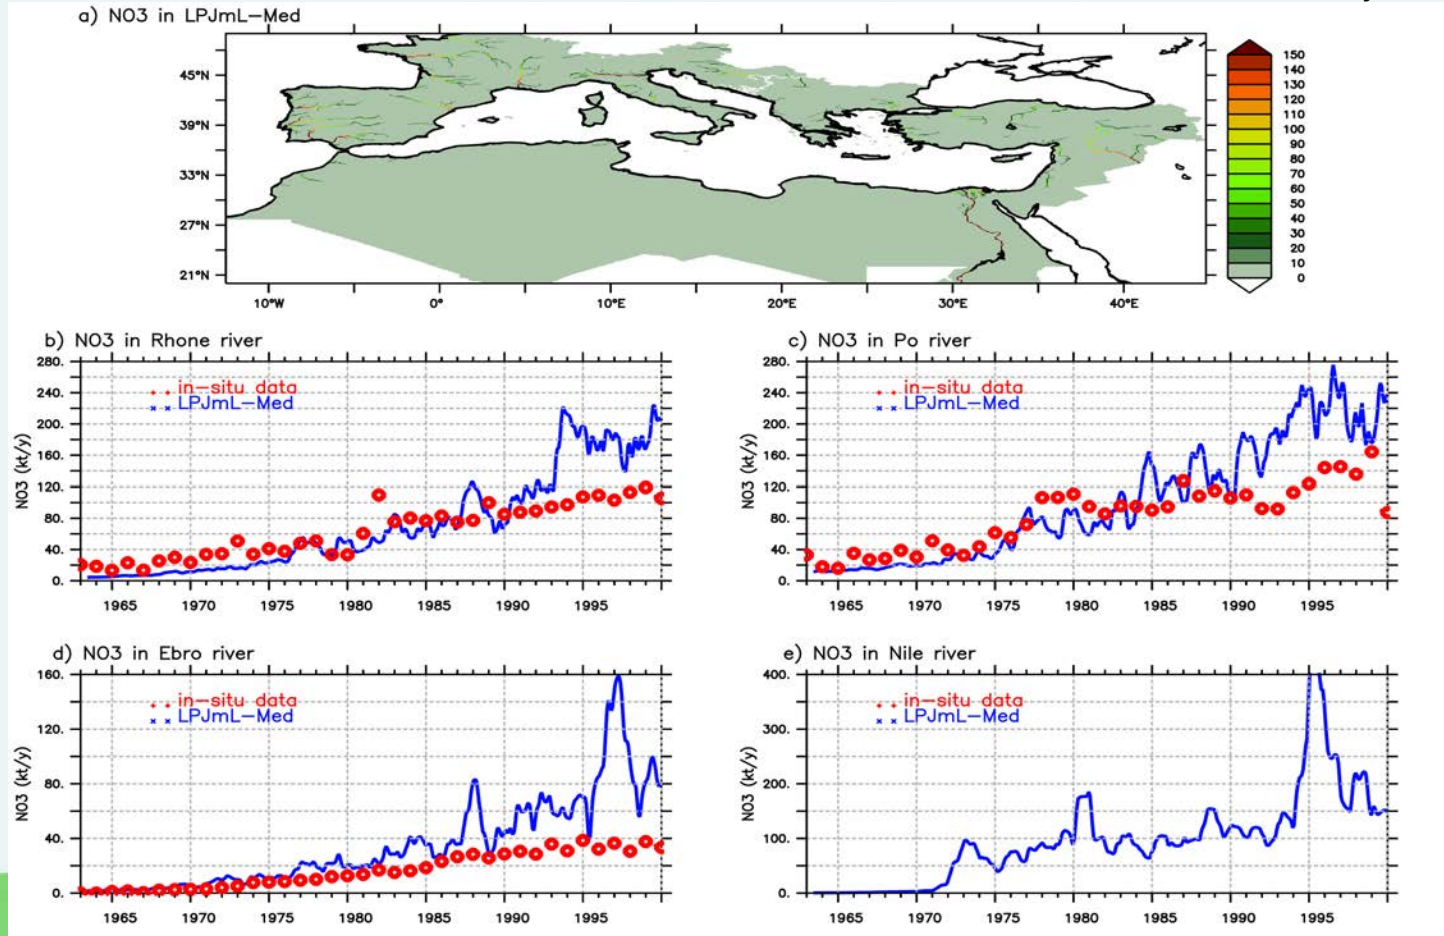 a) NO3 in LPJmL-Med
45°N
39°N
33°N
27°N
21°N
10°W 0° 10°E 20°E 30°E 40°E
150
140
130
120
110
100
90
80
70
60
50
40
30
20
10
0
b) NO3 in Rhone river
NO3 (kt/y)
280.
240.
200.
160.
120.
80.
40.
0.
in-situ data
LPJmL-Med
1965 1970 1975 1980 1985 1990 1995
c) NO3 in Po river
NO3 (kt/y)
280.
240.
200.
160.
120.
80.
40.
0.
in-situ data
LPJmL-Med
1965 1970 1975 1980 1985 1990 1995
d) NO3 in Ebro river
NO3 (kt/y)
160.
120.
80.
40.
0.
in-situ data
LPJmL-Med
1965 1970 1975 1980 1985 1990 1995
e) NO3 in Nile river
NO3 (kt/y)
400.
300.
200.
100.
0.
in-situ data
LPJmL-Med
1965 1970 1975 1980 1985 1990 1995